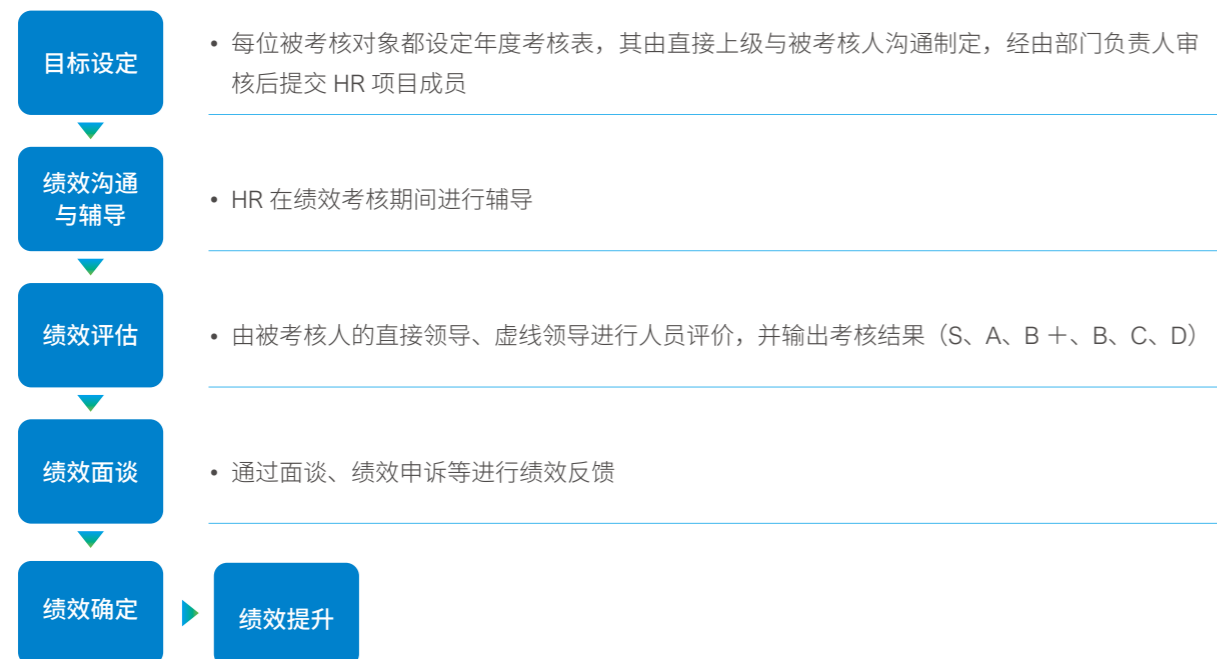 目标设定
• 每位被考核对象都设定年度考核表，其由直接上级与被考核人沟通制定，经由部门负责人审
核后提交 HR 项目成员
绩效沟通
与辅导
• HR 在绩效考核期间进行辅导
绩效评估
• 由被考核人的直接领导、虚线领导进行人员评价，并输出考核结果（S、A、B ＋、B、C、D）
绩效面谈
• 通过面谈、绩效申诉等进行绩效反馈
绩效确定
绩效提升